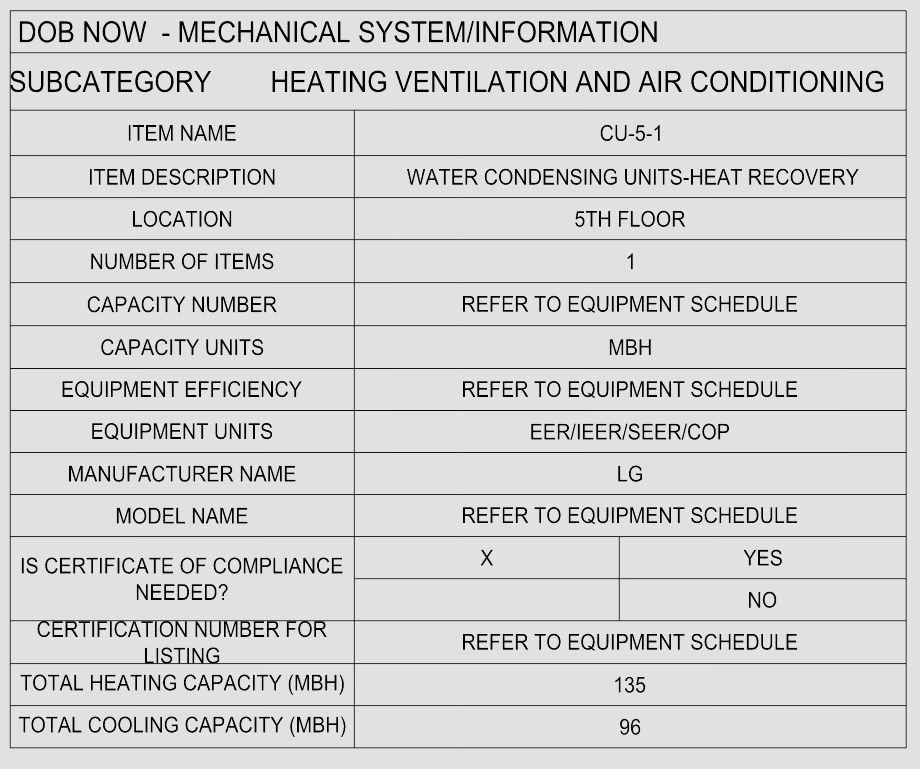 DOB NOW - MECHANICAL SYSTEM/INFORMATION
SUBCATEGORY HEATING VENTILATION AND AIR CONDITIONING
ITEM NAME CU-5-1
ITEM DESCRIPTION WATER CONDENSING UNITS-HEAT RECOVERY
LOCATION 5TH FLOOR
NUMBER OF ITEMS 1
CAPACITY NUMBER REFER TO EQUIPMENT SCHEDULE
CAPACITY UNITS MBH
EQUIPMENT EFFICIENCY REFER TO EQUIPMENT SCHEDULE
EQUIPMENT UNITS EER/IEER/SEER/COP
MANUFACTURER NAME LG
MODEL NAME REFER TO EQUIPMENT SCHEDULE
IS CERTIFICATE OF COMPLIANCE
NEEDED?
X YES
NO
CERTIFICATION NUMBER FOR
LISTING
REFER TO EQUIPMENT SCHEDULE
TOTAL HEATING CAPACITY (MBH) 135
TOTAL COOLING CAPACITY (MBH) 96